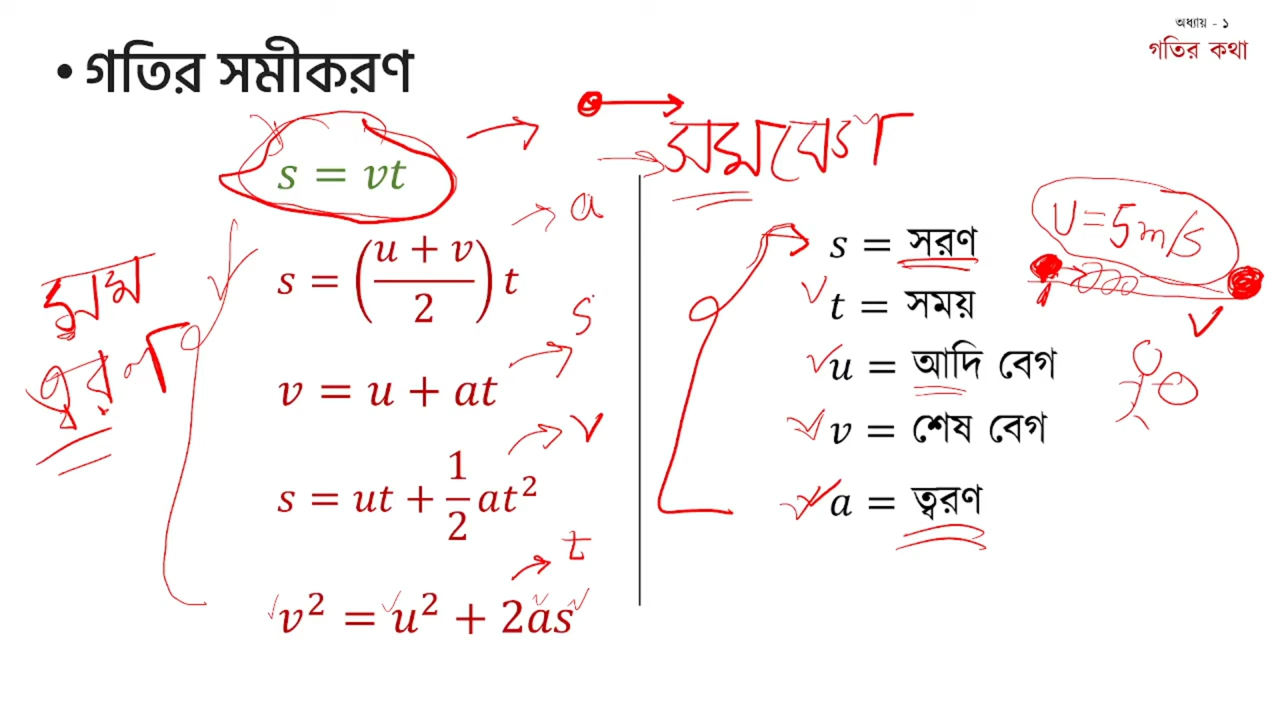 অধ্যায় - ১
গতির কথা
• গতির সমীকরণ
s = vt
সমবেগ
a
s = ((u + v)/2) t
s
v = u + at
v
s = ut + 1/2 at²
t
v² = u² + 2as
সম
ত্বরণ
s = সরণ
t = সময়
u = আদি বেগ
v = শেষ বেগ
a = ত্বরণ
U = 5 m/s